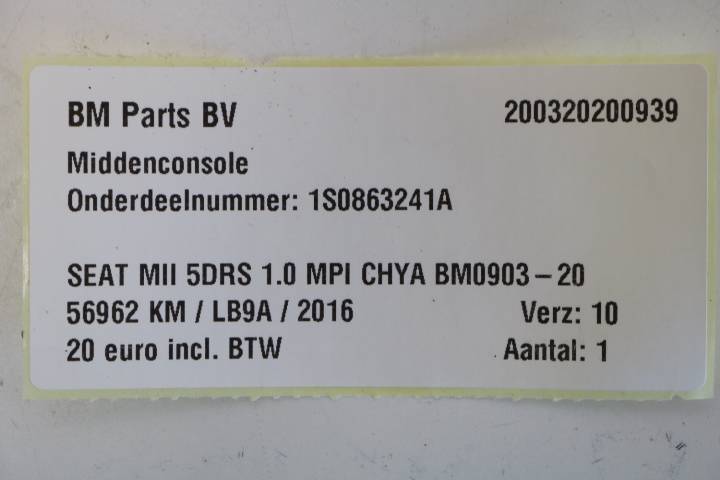 BM Parts BV 200320200939
Middenconsole
Onderdeelnummer: 1S0863241A
SEAT MII 5DRS 1.0 MPI CHYA BM0903-20
56962 KM / LB9A / 2016 Verz: 10
20 euro incl. BTW Aantal: 1